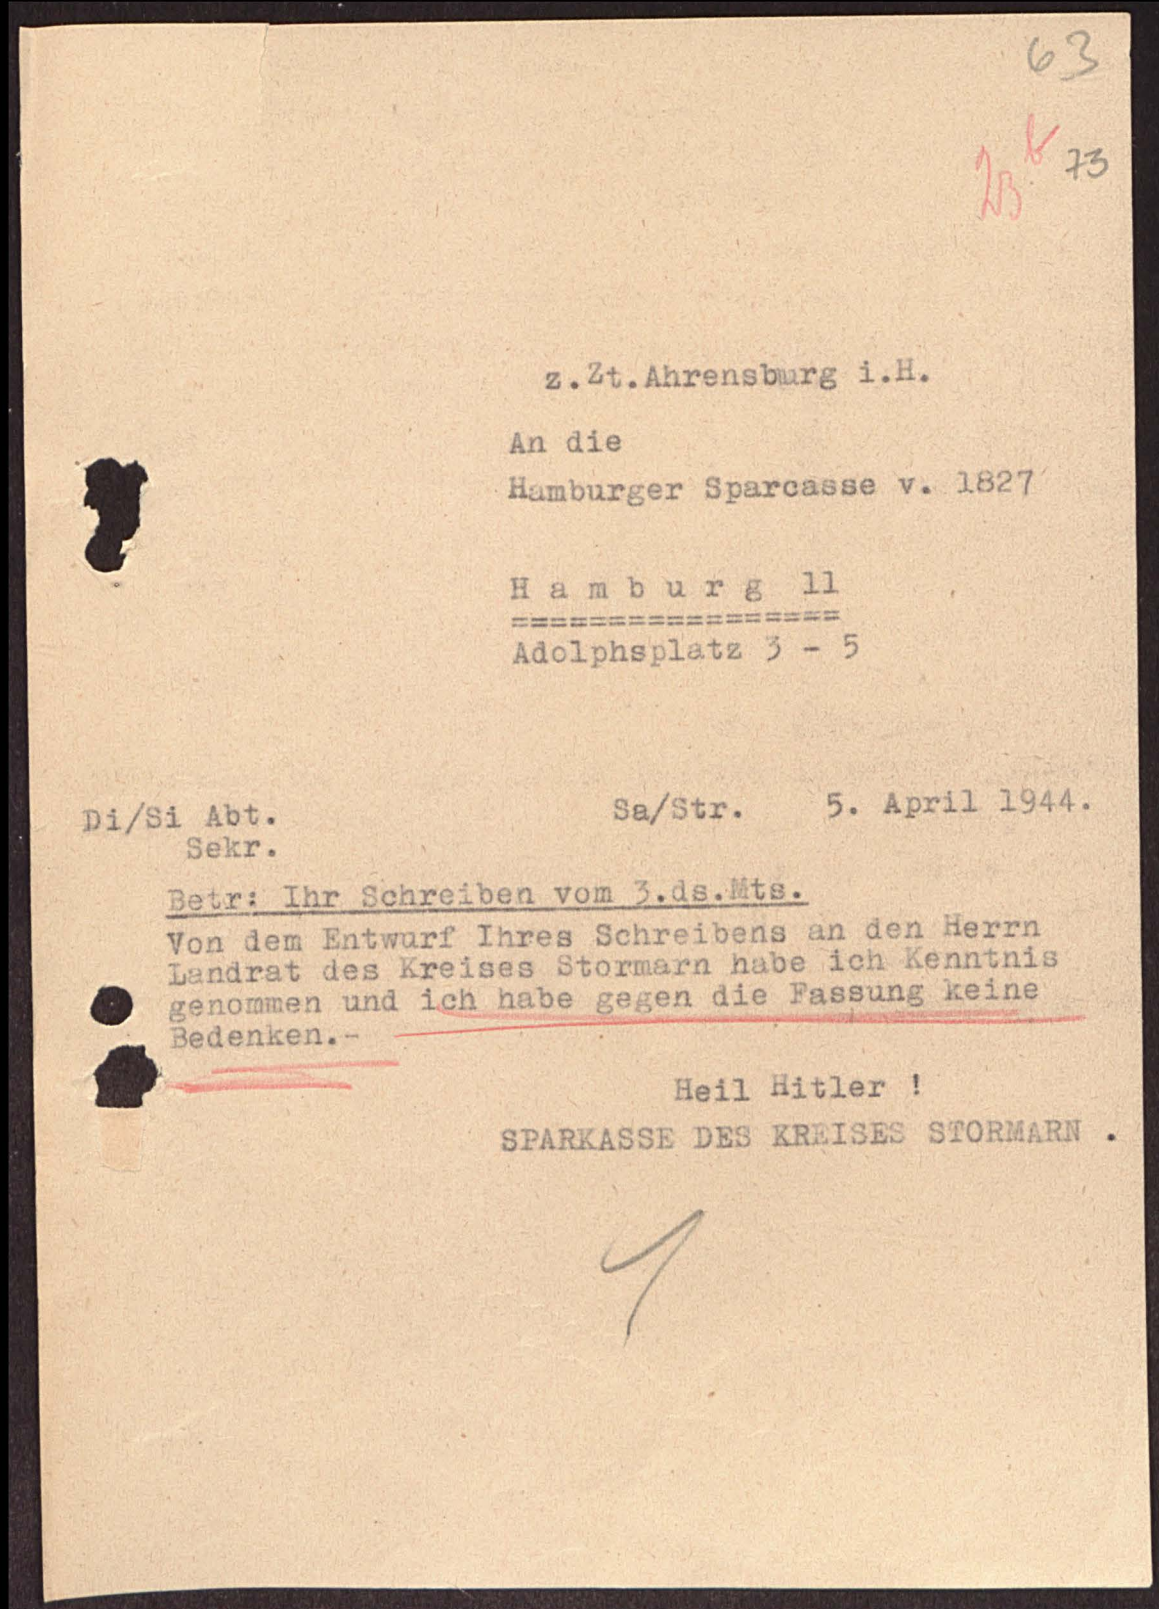 63
73
z.Zt.Ahrensburg i.H.
An die
Hamburger Sparcasse v. 1827
H a m b u r g 11
=================
Adolphsplatz 3 - 5
Di/Si Abt. Sa/Str. 5. April 1944.
Sekr.
Betr: Ihr Schreiben vom 3.ds.Mts.
Von dem Entwurf Ihres Schreibens an den Herrn
Landrat des Kreises Stormarn habe ich Kenntnis
genommen und ich habe gegen die Fassung keine
Bedenken.-
Heil Hitler !
SPARKASSE DES KREISES STORMARN .